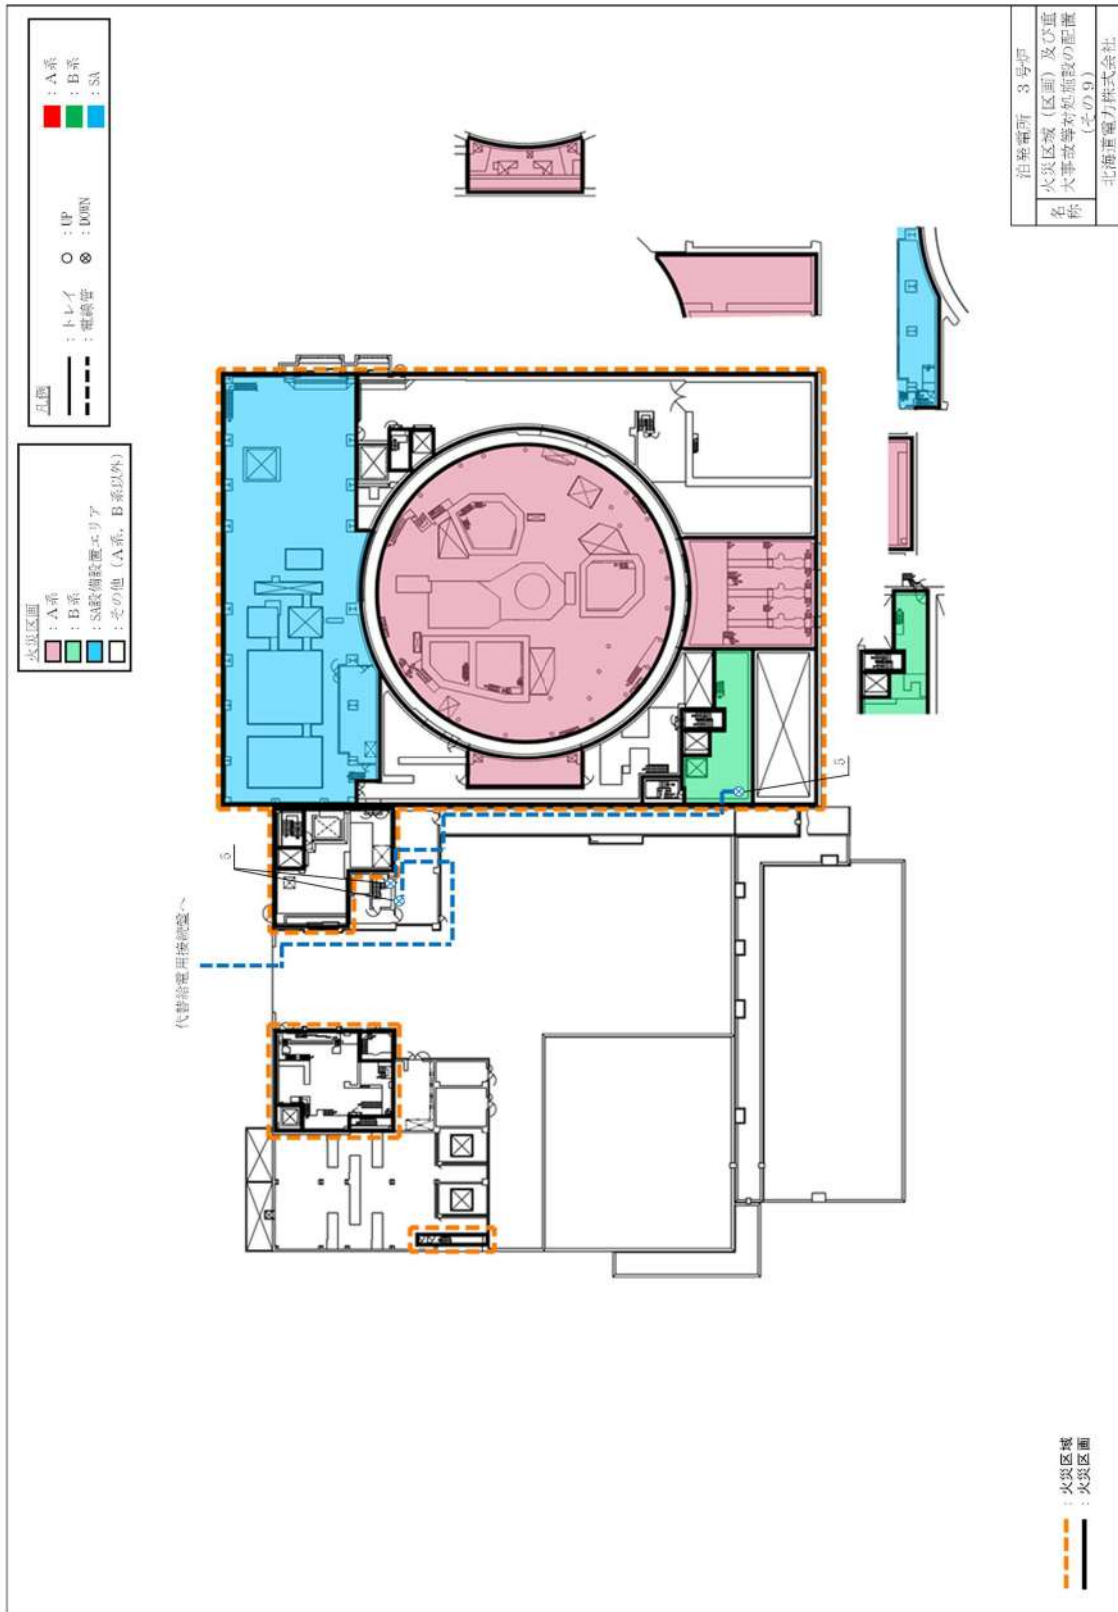 火災区画
: A系
: B系
: SA設備設置エリア
: その他（A系，B系以外）
凡例
: トレイ
: 電線管
○ : UP
⊗ : DOWN
: A系
: B系
: SA
代替給電用接続盤へ
5
5
: 火災区域
: 火災区画
泊発電所　3号炉
名称
火災区域（区画）及び重
大事故等対処施設の配置
（その9）
北海道電力株式会社